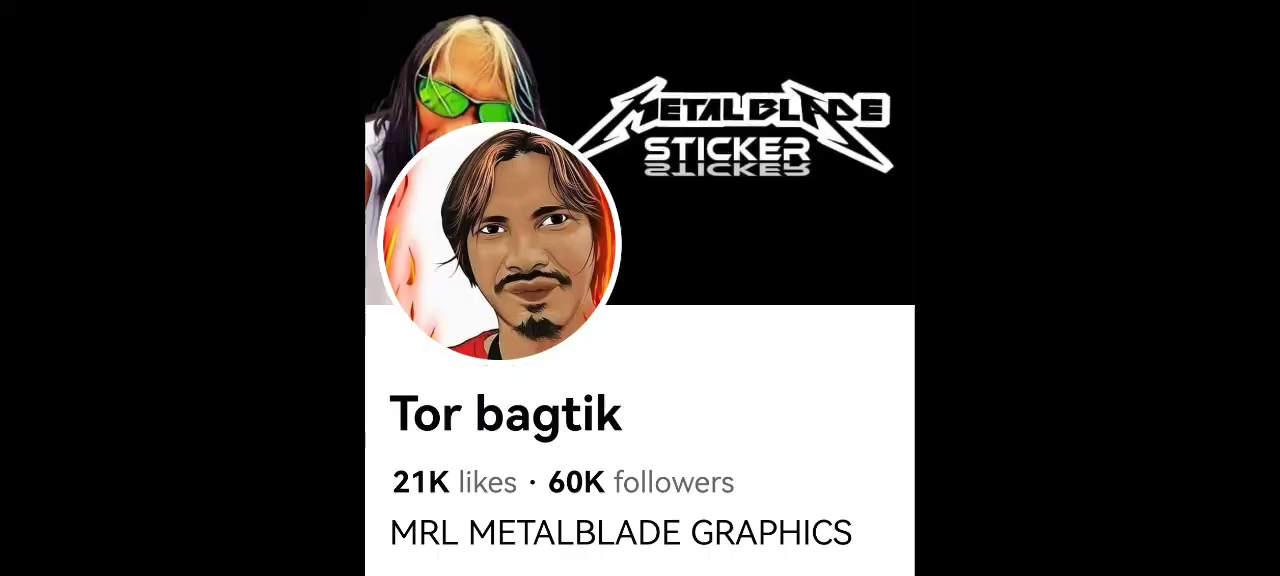 METALBLADE
STICKER
Tor bagtik
21K likes · 60K followers
MRL METALBLADE GRAPHICS